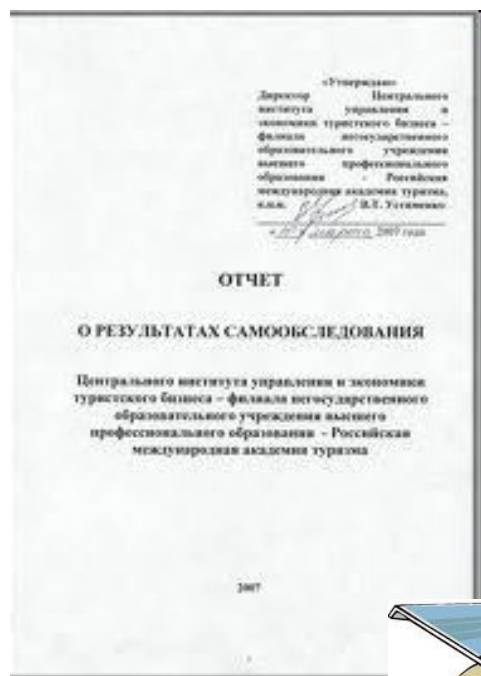 «Утверждаю»
Директор Центрального
института управления и
экономики туристского бизнеса –
филиала негосударственного
образовательного учреждения
высшего профессионального
образования - Российская
международная академия туризма,
к.п.н. В.Т. Устименко
марта 2007 года
ОТЧЕТ
О РЕЗУЛЬТАТАХ САМООБСЛЕДОВАНИЯ
Центрального института управления и экономики
туристского бизнеса – филиала негосударственного
образовательного учреждения высшего
профессионального образования – Российская
международная академия туризма
2007